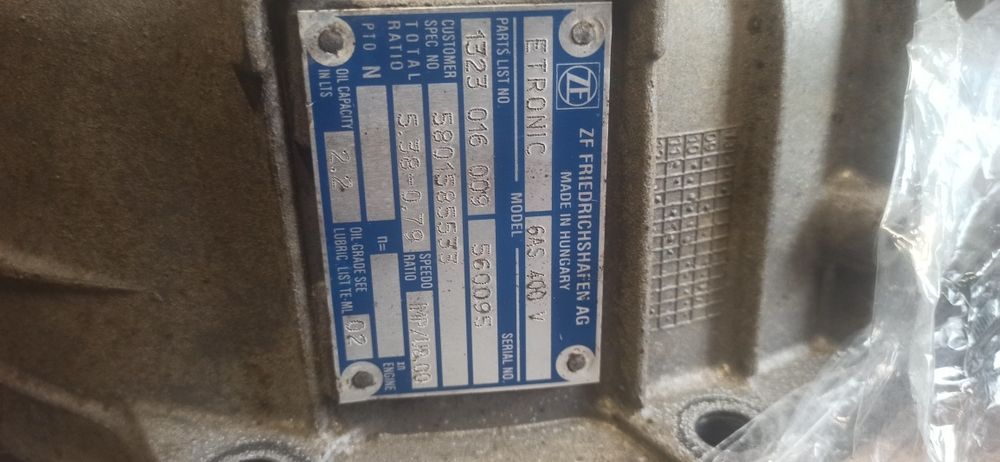 ZF
ZF FRIEDRICHSHAFEN AG
MADE IN HUNGARY
ETRONIC 6AS 400 V
MODEL
PARTS LIST NO. SERIAL NO.
1323 016 009 560095
CUSTOMER SPEC NO 5801585533
TOTAL RATIO 5.38-0.79 SPEEDO RATIO
PTO N n= x n ENGINE
OIL CAPACITY IN LTS 2.2 OIL GRADE SEE LUBRIC LIST TE-ML 02